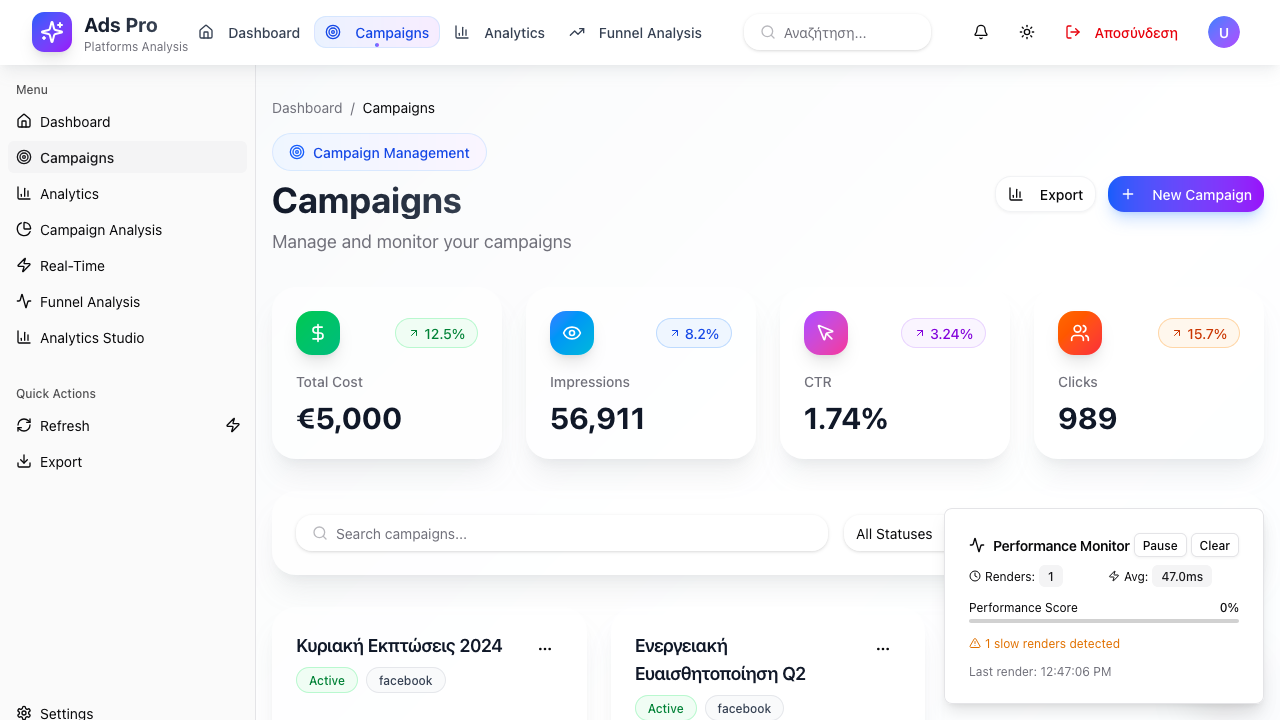 Ads Pro
Platforms Analysis
Dashboard
Campaigns
Analytics
Funnel Analysis
Αναζήτηση...
Αποσύνδεση
U
Menu
Dashboard
Campaigns
Analytics
Campaign Analysis
Real-Time
Funnel Analysis
Analytics Studio
Quick Actions
Refresh
Export
Settings
Dashboard / Campaigns
Campaign Management
Campaigns
Manage and monitor your campaigns
Export
New Campaign
12.5%
Total Cost
€5,000
8.2%
Impressions
56,911
3.24%
CTR
1.74%
15.7%
Clicks
989
Search campaigns...
All Statuses
Κυριακή Εκπτώσεις 2024
Active
facebook
Ενεργειακή
Ευαισθητοποίηση Q2
Active
facebook
Performance Monitor
Pause
Clear
Renders: 1
Avg: 47.0ms
Performance Score
0%
1 slow renders detected
Last render: 12:47:06 PM